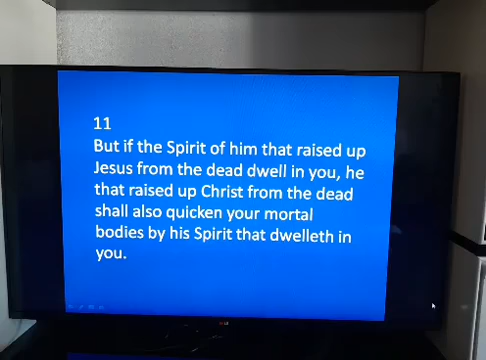 11
But if the Spirit of him that raised up
Jesus from the dead dwell in you, he
that raised up Christ from the dead
shall also quicken your mortal
bodies by his Spirit that dwelleth in
you.
LG